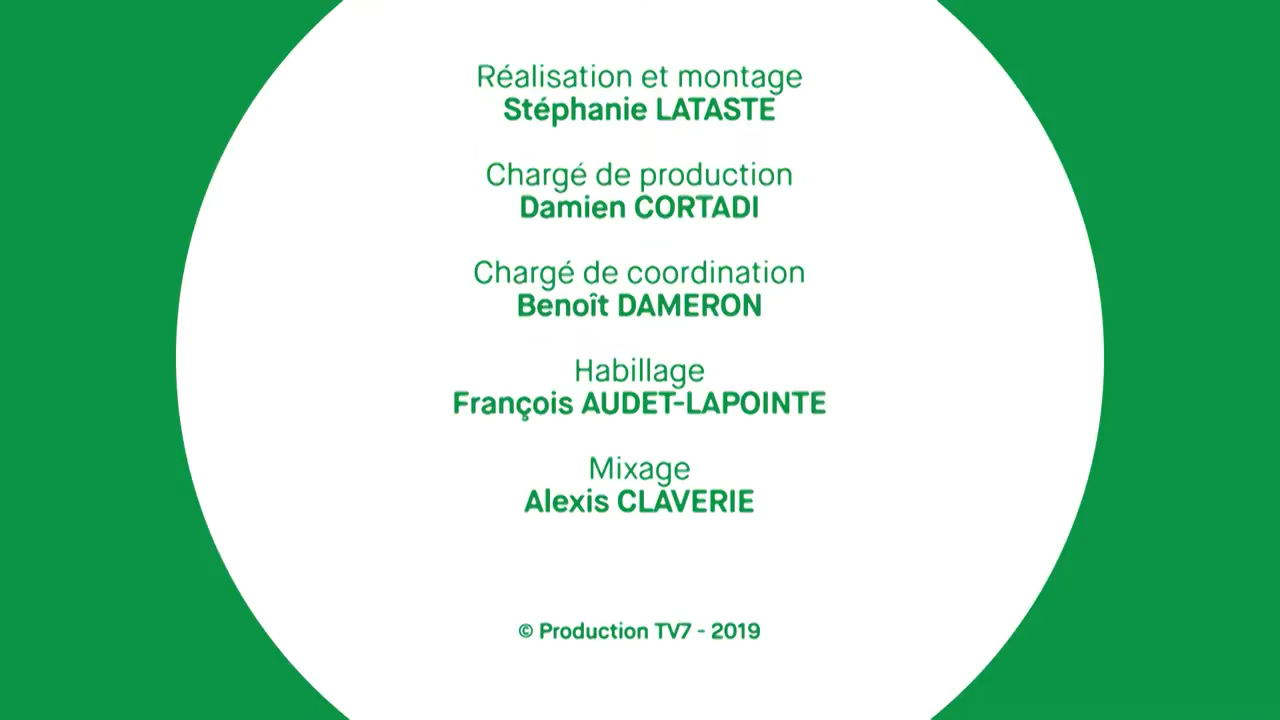 Réalisation et montage
Stéphanie LATASTE
Chargé de production
Damien CORTADI
Chargé de coordination
Benoît DAMERON
Habillage
François AUDET-LAPOINTE
Mixage
Alexis CLAVERIE
© Production TV7 - 2019